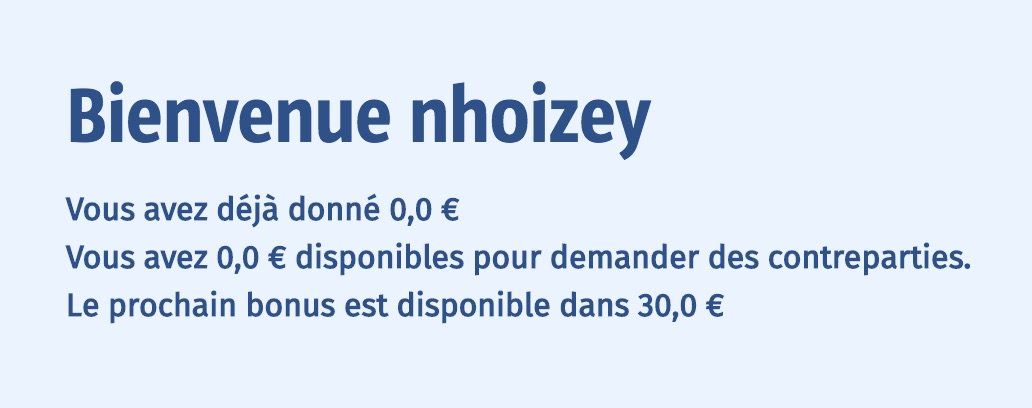 Bienvenue nhoizey
Vous avez déjà donné 0,0 €
Vous avez 0,0 € disponibles pour demander des contreparties.
Le prochain bonus est disponible dans 30,0 €